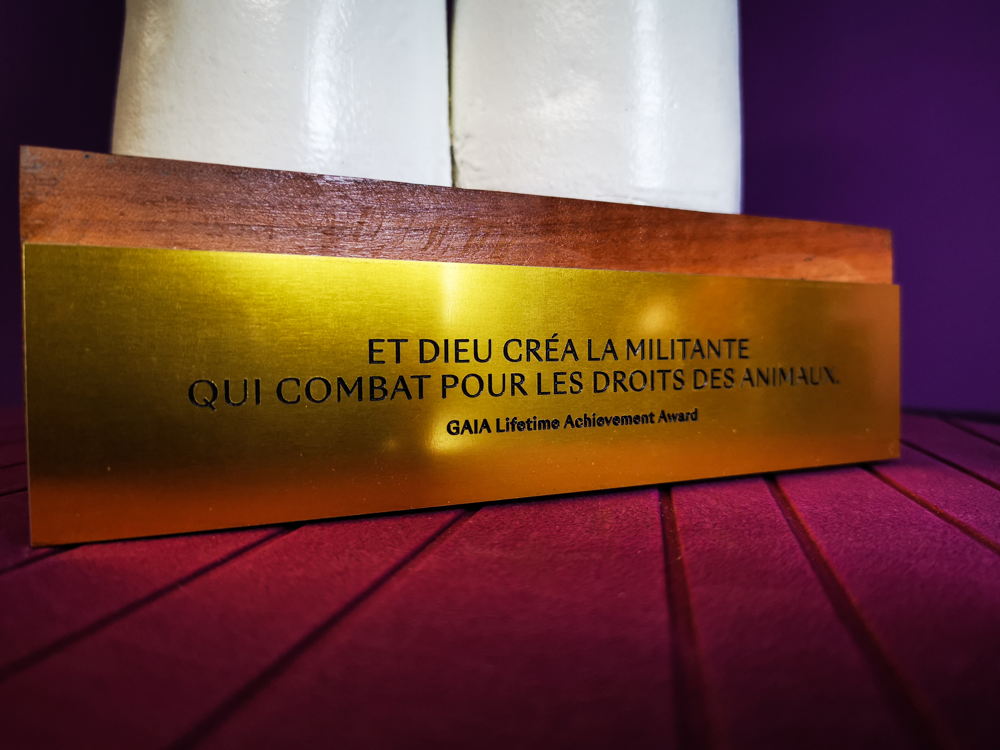 ET DIEU CRÉA LA MILITANTE
QUI COMBAT POUR LES DROITS DES ANIMAUX.
GAIA Lifetime Achievement Award